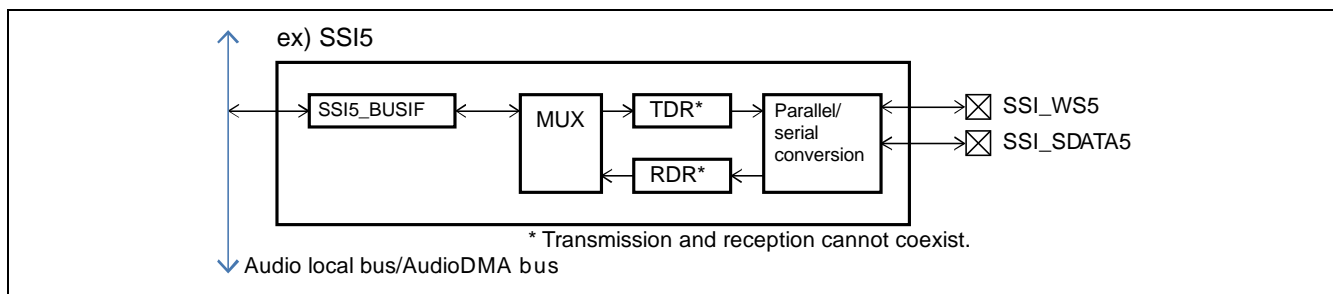 ex) SSI5
SSI5_BUSIF
MUX
TDR*
RDR*
Parallel/
serial
conversion
SSI_WS5
SSI_SDATA5
* Transmission and reception cannot coexist.
Audio local bus/AudioDMA bus